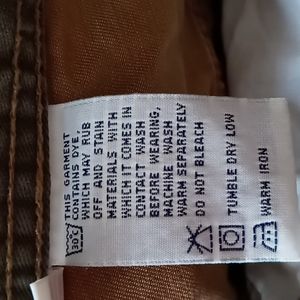 THIS GARMENT
CONTAINS DYE,
WHICH MAY RUB
OFF AND STAIN
MATERIALS WITH
WHICH IT COMES IN
CONTACT WASH
BEFORE WEARING,
MACHINE WASH
WARM SEPARATELY
DO NOT BLEACH
TUMBLE DRY LOW
WARM IRON
30°C